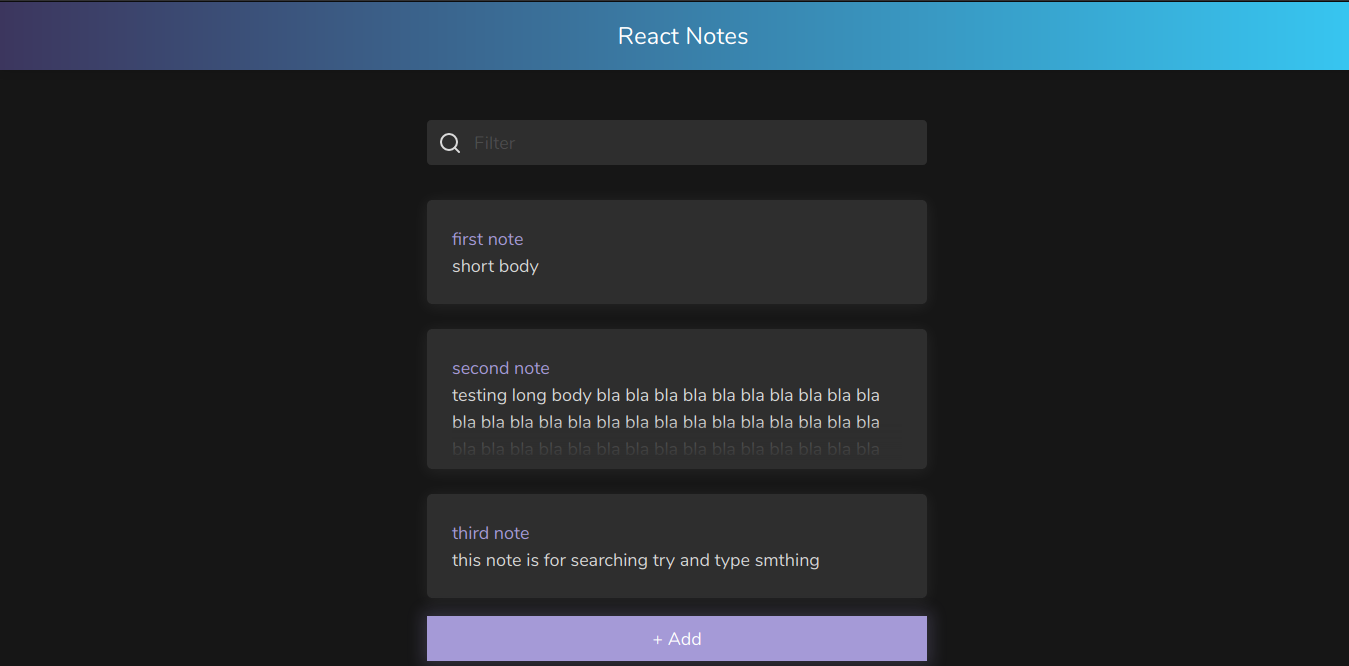 React Notes
Filter
first note
short body
second note
testing long body bla bla bla bla bla bla bla bla bla bla
bla bla bla bla bla bla bla bla bla bla bla bla bla bla bla
bla bla bla bla bla bla bla bla bla bla bla bla bla bla bla
third note
this note is for searching try and type smthing
+ Add